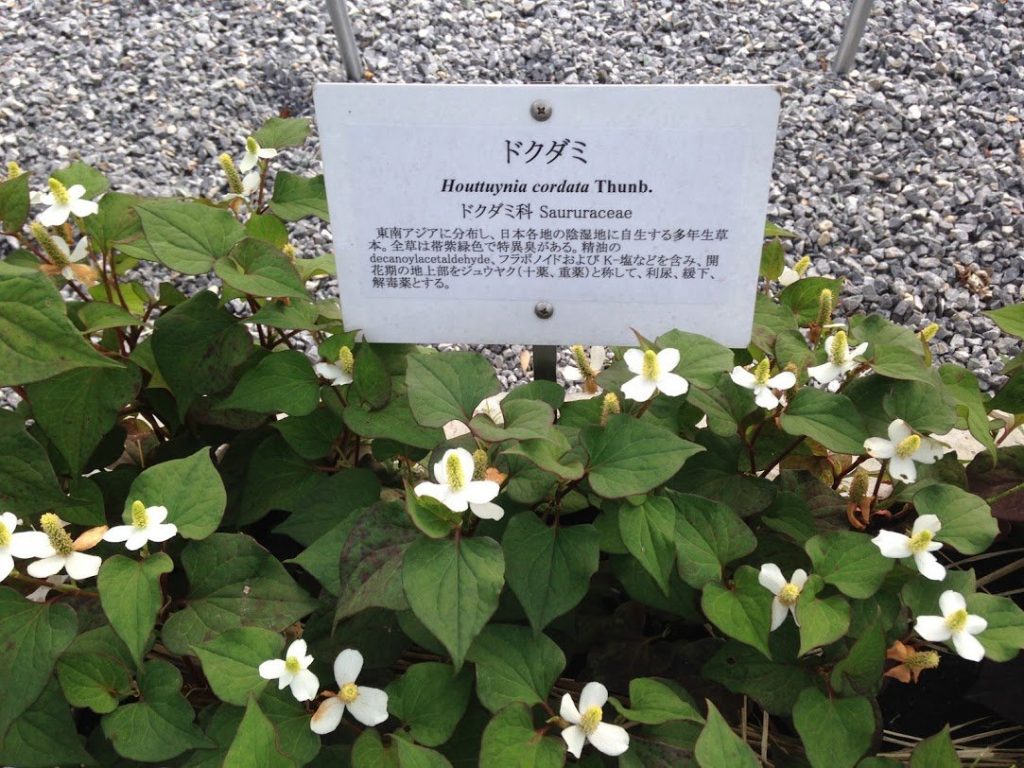 ドクダミ
Houttuynia cordata Thunb.
ドクダミ科 Saururaceae
東南アジアに分布し、日本各地の陰湿地に自生する多年生草
本。全草は帯紫緑色で特異臭がある。精油の
decanoylacetaldehyde、フラボノイドおよび K-塩などを含み、開
花期の地上部をジュウヤク（十薬、重薬）と称して、利尿、緩下、
解毒薬とする。